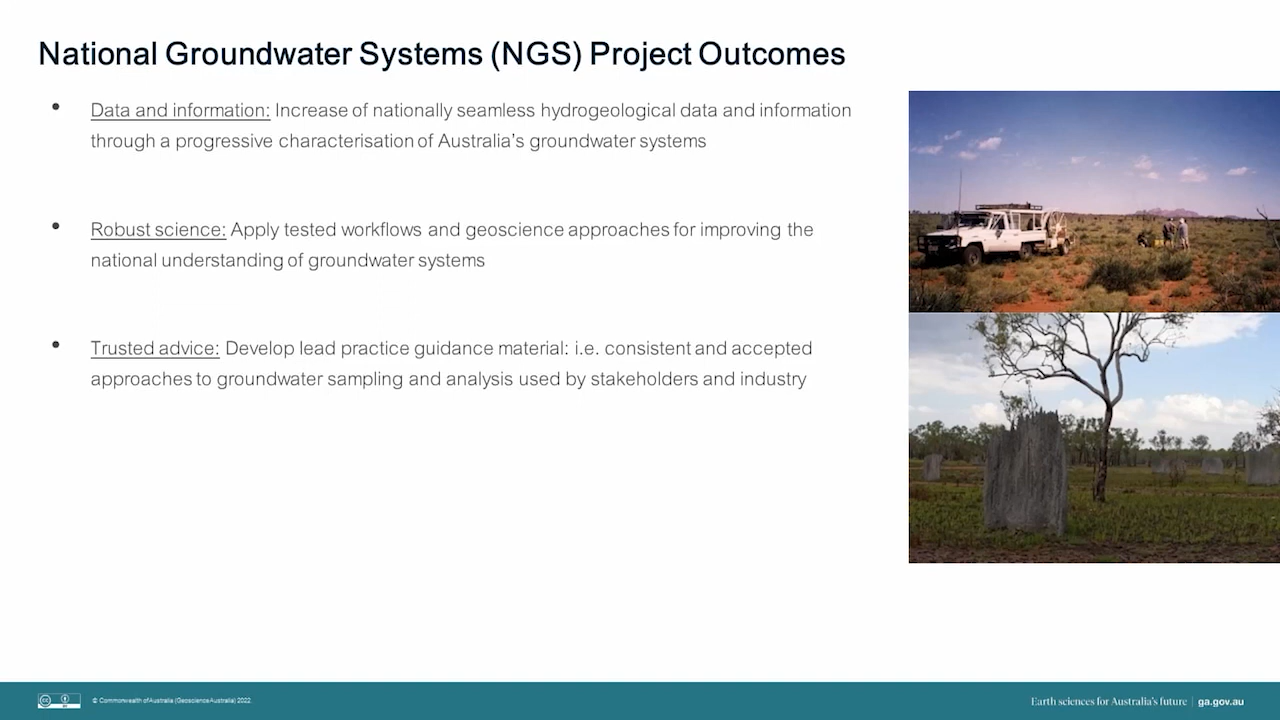 National Groundwater Systems (NGS) Project Outcomes
• Data and information: Increase of nationally seamless hydrogeological data and information
through a progressive characterisation of Australia's groundwater systems
• Robust science: Apply tested workflows and geoscience approaches for improving the
national understanding of groundwater systems
• Trusted advice: Develop lead practice guidance material: i.e. consistent and accepted
approaches to groundwater sampling and analysis used by stakeholders and industry
© Commonwealth of Australia (Geoscience Australia) 2022.
Earth sciences for Australia's future | ga.gov.au